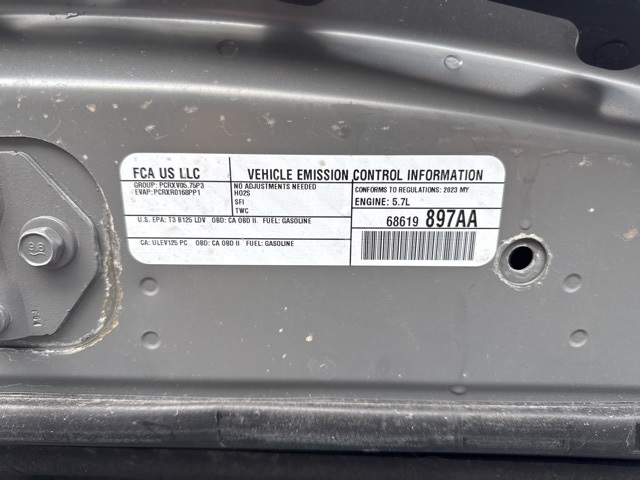 FCA US LLC
GROUP: PCRXV05.75P3
EVAP: PCRXR0168PP1
VEHICLE EMISSION CONTROL INFORMATION
NO ADJUSTMENTS NEEDED
HO2S
SFI
TWC
CONFORMS TO REGULATIONS: 2023 MY
ENGINE: 5.7L
U.S. EPA: T3 B125 LDV OBD: CA OBD II FUEL: GASOLINE
68619 897AA
CA: ULEV125 PC OBD: CA OBD II FUEL: GASOLINE